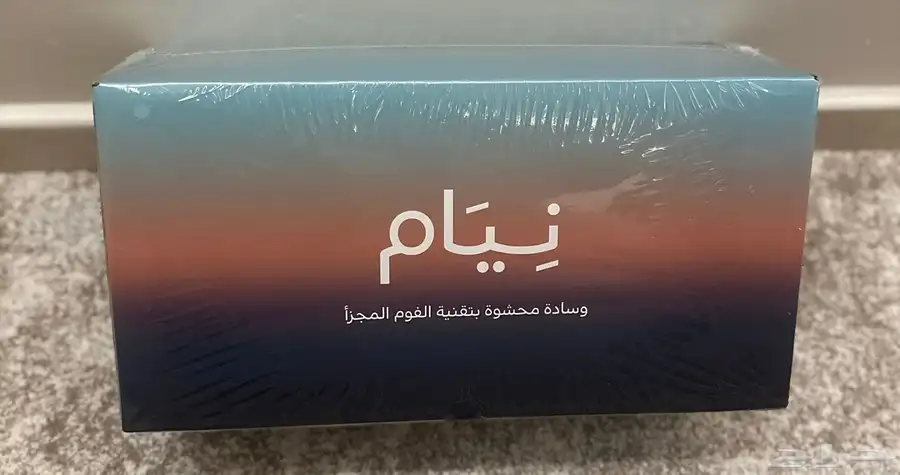 نِيَام
وسادة محشوة بتقنية الفوم المجزأ